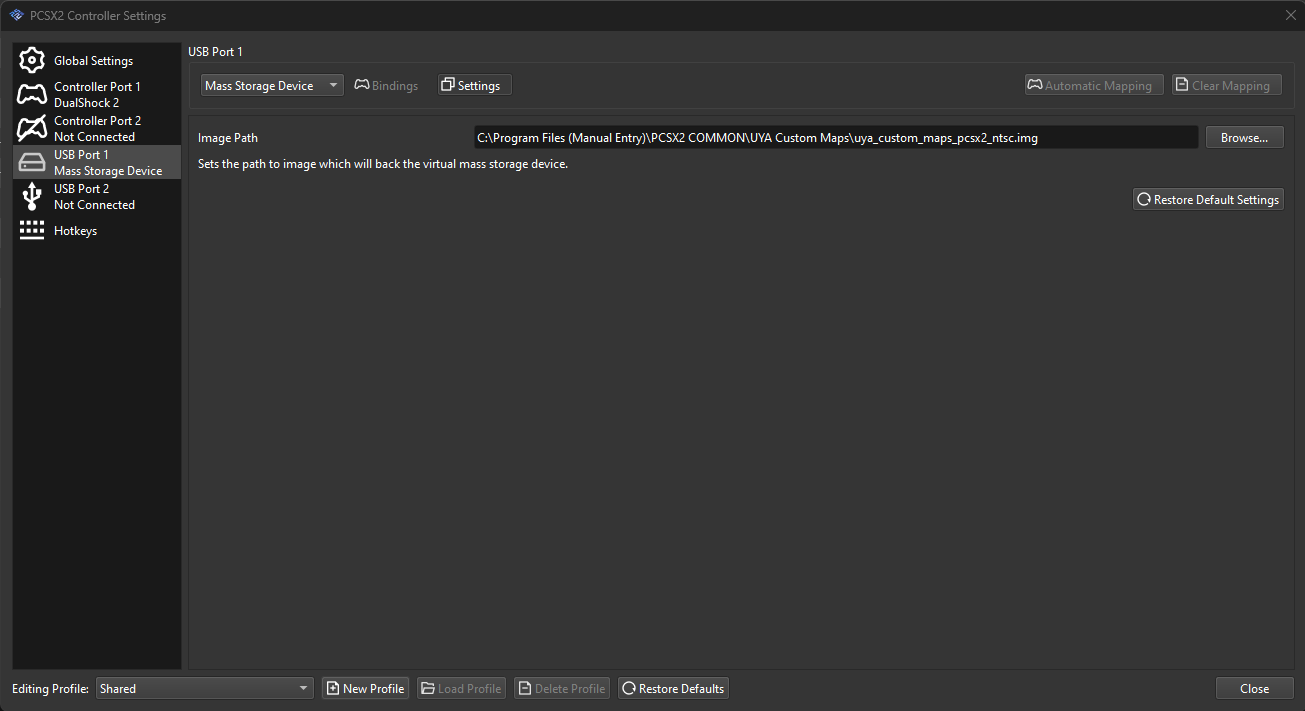 PCSX2 Controller Settings
Global Settings
Controller Port 1
DualShock 2
Controller Port 2
Not Connected
USB Port 1
Mass Storage Device
USB Port 2
Not Connected
Hotkeys
USB Port 1
Mass Storage Device
Bindings
Settings
Automatic Mapping
Clear Mapping
Image Path
C:\Program Files (Manual Entry)\PCSX2 COMMON\UYA Custom Maps\uya_custom_maps_pcsx2_ntsc.img
Browse...
Sets the path to image which will back the virtual mass storage device.
Restore Default Settings
Editing Profile:
Shared
New Profile
Load Profile
Delete Profile
Restore Defaults
Close